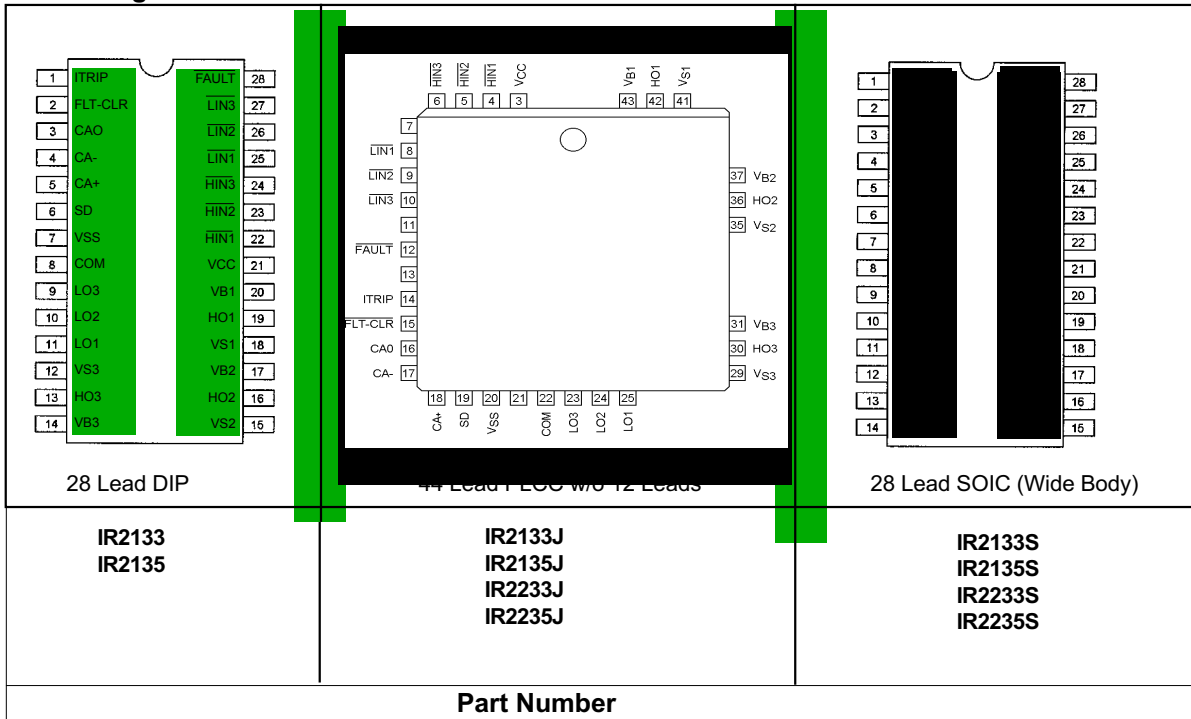 1 ITRIP FAULT 28
2 FLT-CLR LIN3 27
3 CAO LIN2 26
4 CA- LIN1 25
5 CA+ HIN3 24
6 SD HIN2 23
7 VSS HIN1 22
8 COM VCC 21
9 LO3 VB1 20
10 LO2 HO1 19
11 LO1 VS1 18
12 VS3 VB2 17
13 HO3 HO2 16
14 VB3 VS2 15
28 Lead DIP
HIN3 HIN2 HIN1 VCC VB1 HO1 VS1
6 5 4 3 43 42 41
7
LIN1 8
LIN2 9 37 VB2
LIN3 10 36 HO2
11 35 VS2
FAULT 12
13
ITRIP 14
FLT-CLR 15 31 VB3
CA0 16 30 HO3
CA- 17 29 VS3
18 19 20 21 22 23 24 25
CA+ SD VSS COM LO3 LO2 LO1
44 Lead PLCC w/o 12 Leads
1 28
2 27
3 26
4 25
5 24
6 23
7 22
8 21
9 20
10 19
11 18
12 17
13 16
14 15
28 Lead SOIC (Wide Body)
IR2133
IR2135
IR2133J
IR2135J
IR2233J
IR2235J
IR2133S
IR2135S
IR2233S
IR2235S
Part Number